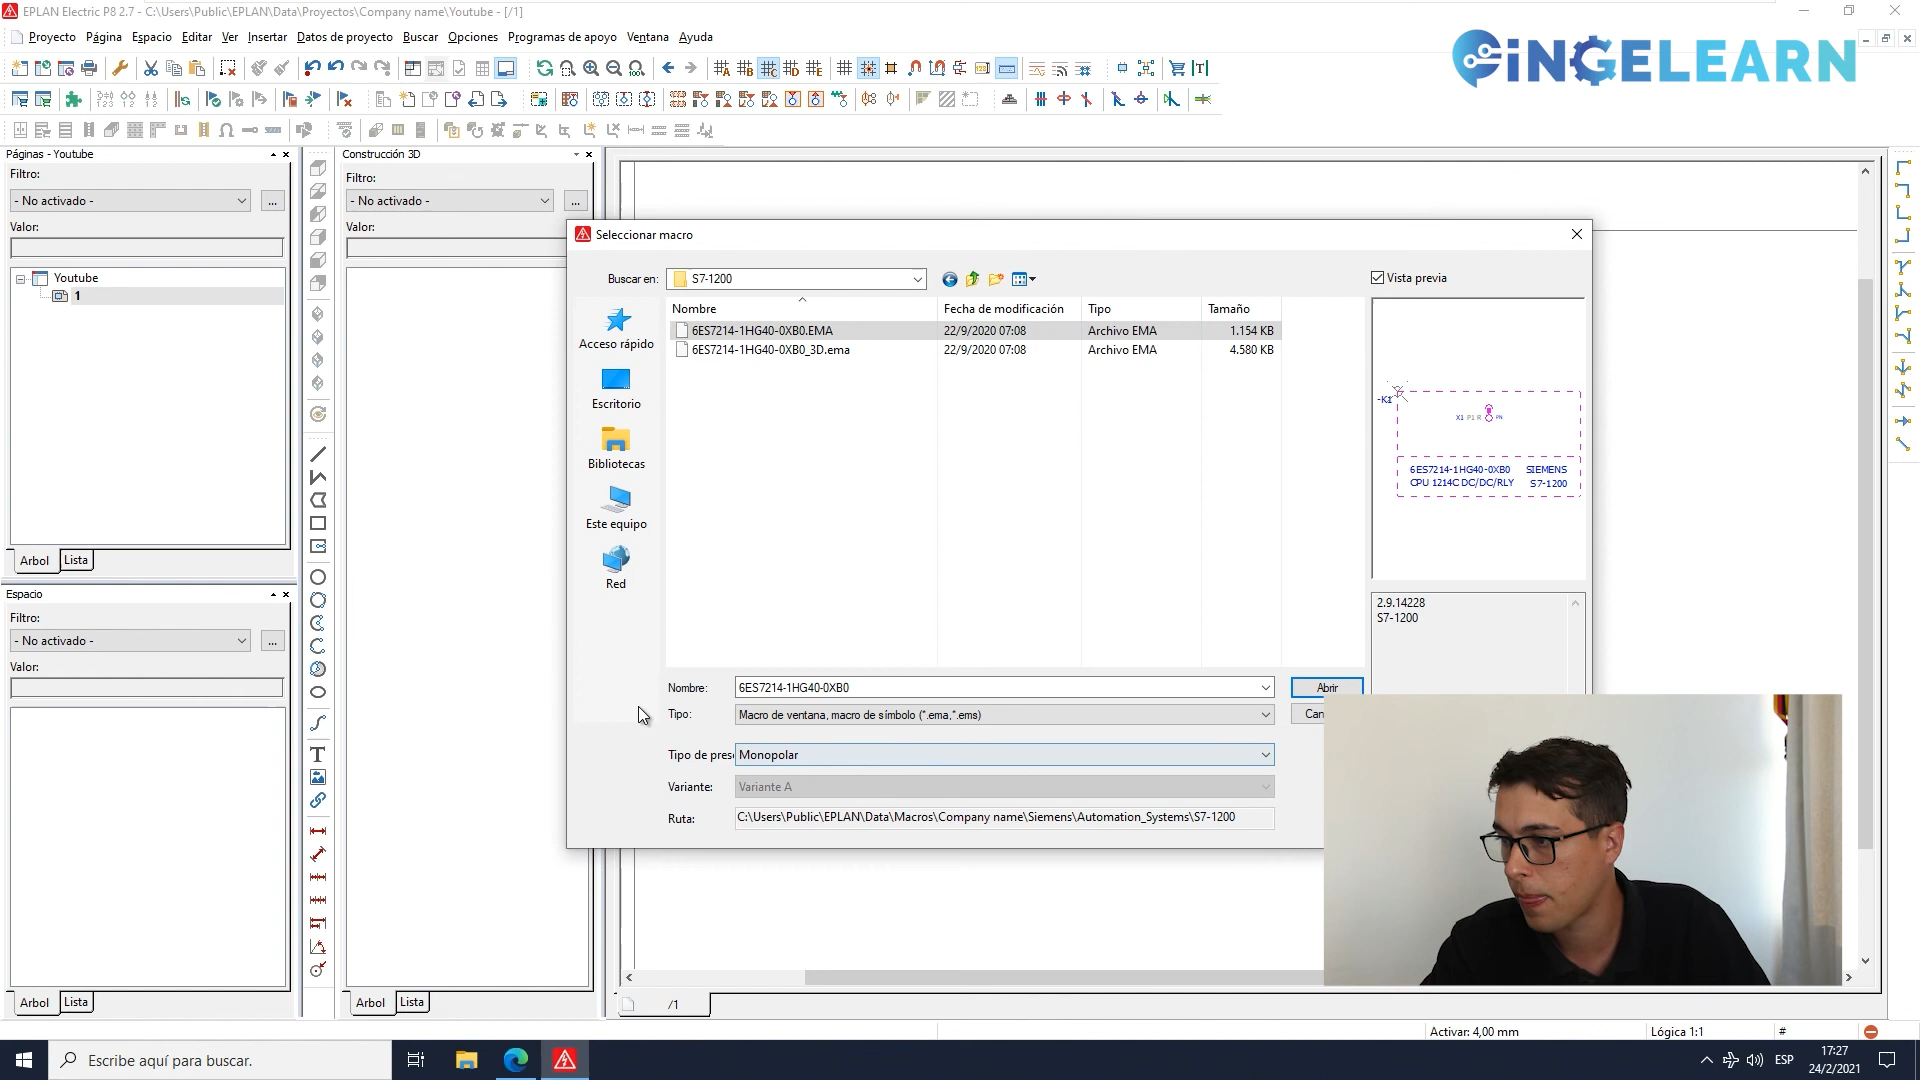 EPLAN Electric P8 2.7 - C:\Users\Public\EPLAN\Data\Proyectos\Company name\Youtube - [/1]
Proyecto Página Espacio Editar Ver Insertar Datos de proyecto Buscar Opciones Programas de apoyo Ventana Ayuda
iNGELEARN
Páginas - Youtube
Filtro:
- No activado -
...
Valor:
Youtube
1
Arbol Lista
Espacio
Filtro:
- No activado -
...
Valor:
Arbol Lista
Construcción 3D
Filtro:
- No activado -
...
Valor:
Arbol Lista
Seleccionar macro
Buscar en: S7-1200
Vista previa
Acceso rápido
Escritorio
Bibliotecas
Este equipo
Red
Nombre Fecha de modificación Tipo Tamaño
6ES7214-1HG40-0XB0.EMA 22/9/2020 07:08 Archivo EMA 1.154 KB
6ES7214-1HG40-0XB0_3D.ema 22/9/2020 07:08 Archivo EMA 4.580 KB
-K1
X1 P1 R PN
6ES7214-1HG40-0XB0 SIEMENS
CPU 1214C DC/DC/RLY S7-1200
2.9.14228
S7-1200
Nombre: 6ES7214-1HG40-0XB0 Abrir
Tipo: Macro de ventana, macro de símbolo (*.ema,*.ems) Can
Tipo de pres Monopolar
Variante: Variante A
Ruta: C:\Users\Public\EPLAN\Data\Macros\Company name\Siemens\Automation_Systems\S7-1200
/1
Activar: 4,00 mm Lógica 1:1 #
Escribe aquí para buscar.
ESP
17:27
24/2/2021